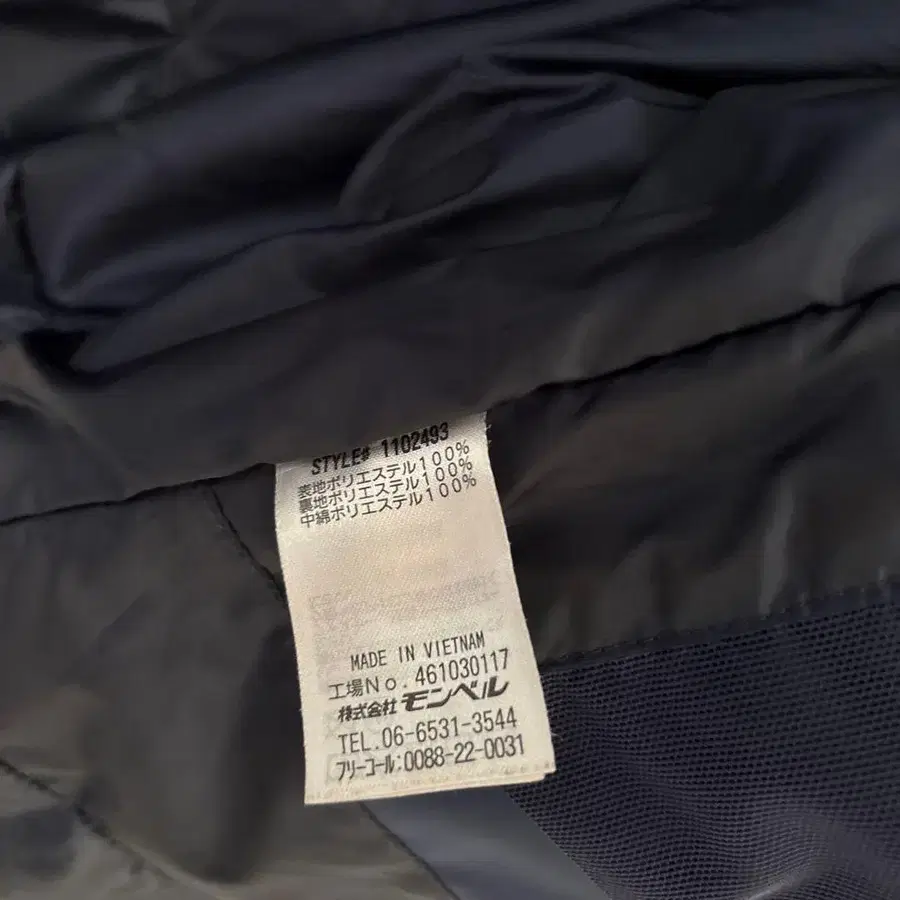 STYLE# 1102493
表地ポリエステル100%
裏地ポリエステル100%
中綿ポリエステル100%
MADE IN VIETNAM
工場No.461030117
株式会社モンベル
TEL.06-6531-3544
フリーコール:0088-22-0031